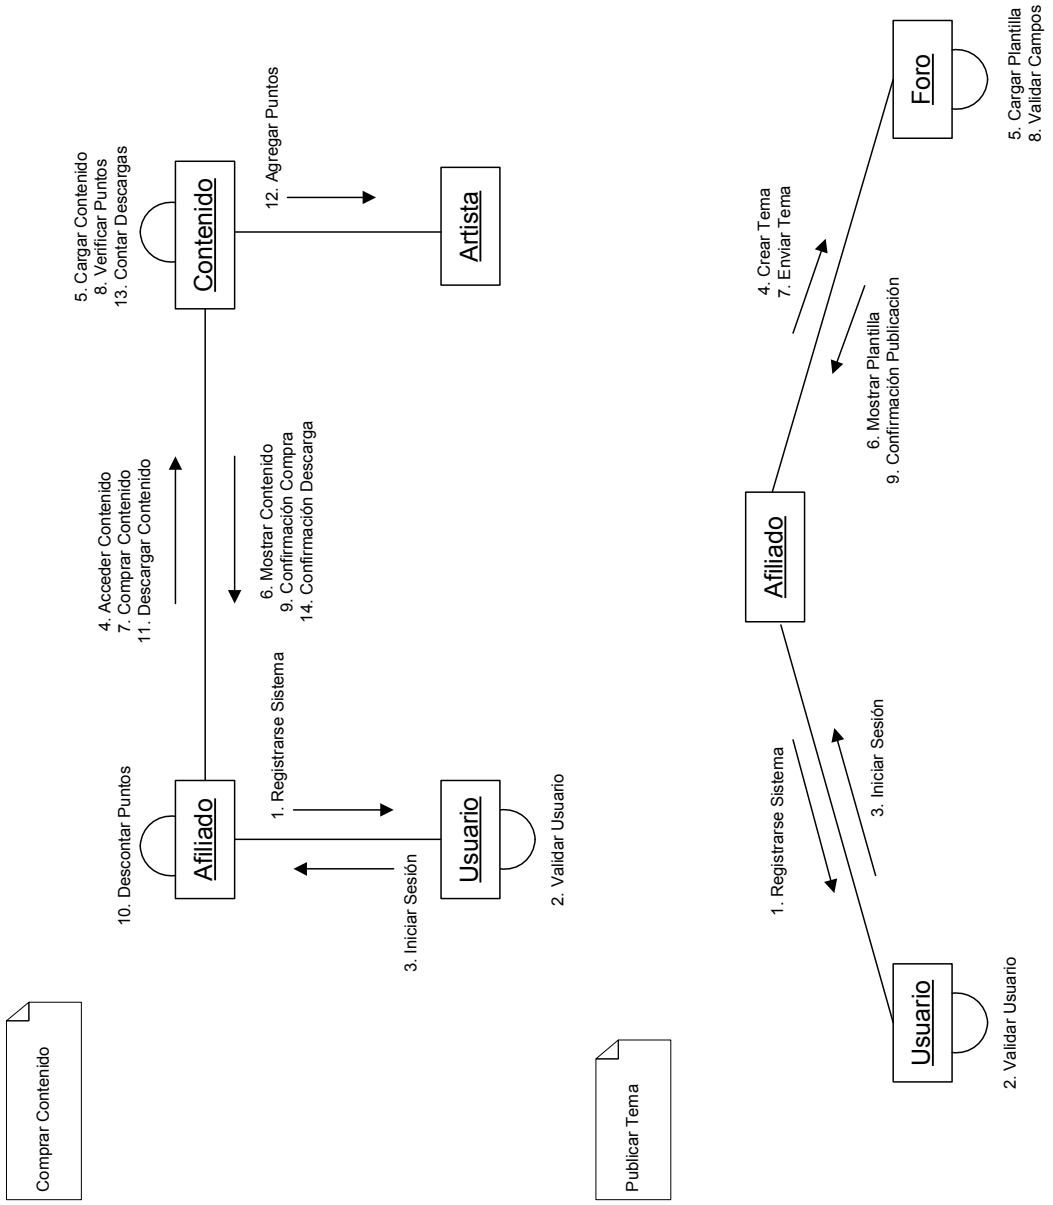 Comprar Contenido
10. Descontar Puntos
Afiliado
1. Registrarse Sistema
3. Iniciar Sesión
Usuario
2. Validar Usuario
4. Acceder Contenido
7. Comprar Contenido
11. Descargar Contenido
6. Mostrar Contenido
9. Confirmación Compra
14. Confirmación Descarga
5. Cargar Contenido
8. Verificar Puntos
13. Contar Descargas
Contenido
12. Agregar Puntos
Artista
Publicar Tema
Afiliado
1. Registrarse Sistema
3. Iniciar Sesión
Usuario
2. Validar Usuario
4. Crear Tema
7. Enviar Tema
6. Mostrar Plantilla
9. Confirmación Publicación
Foro
5. Cargar Plantilla
8. Validar Campos